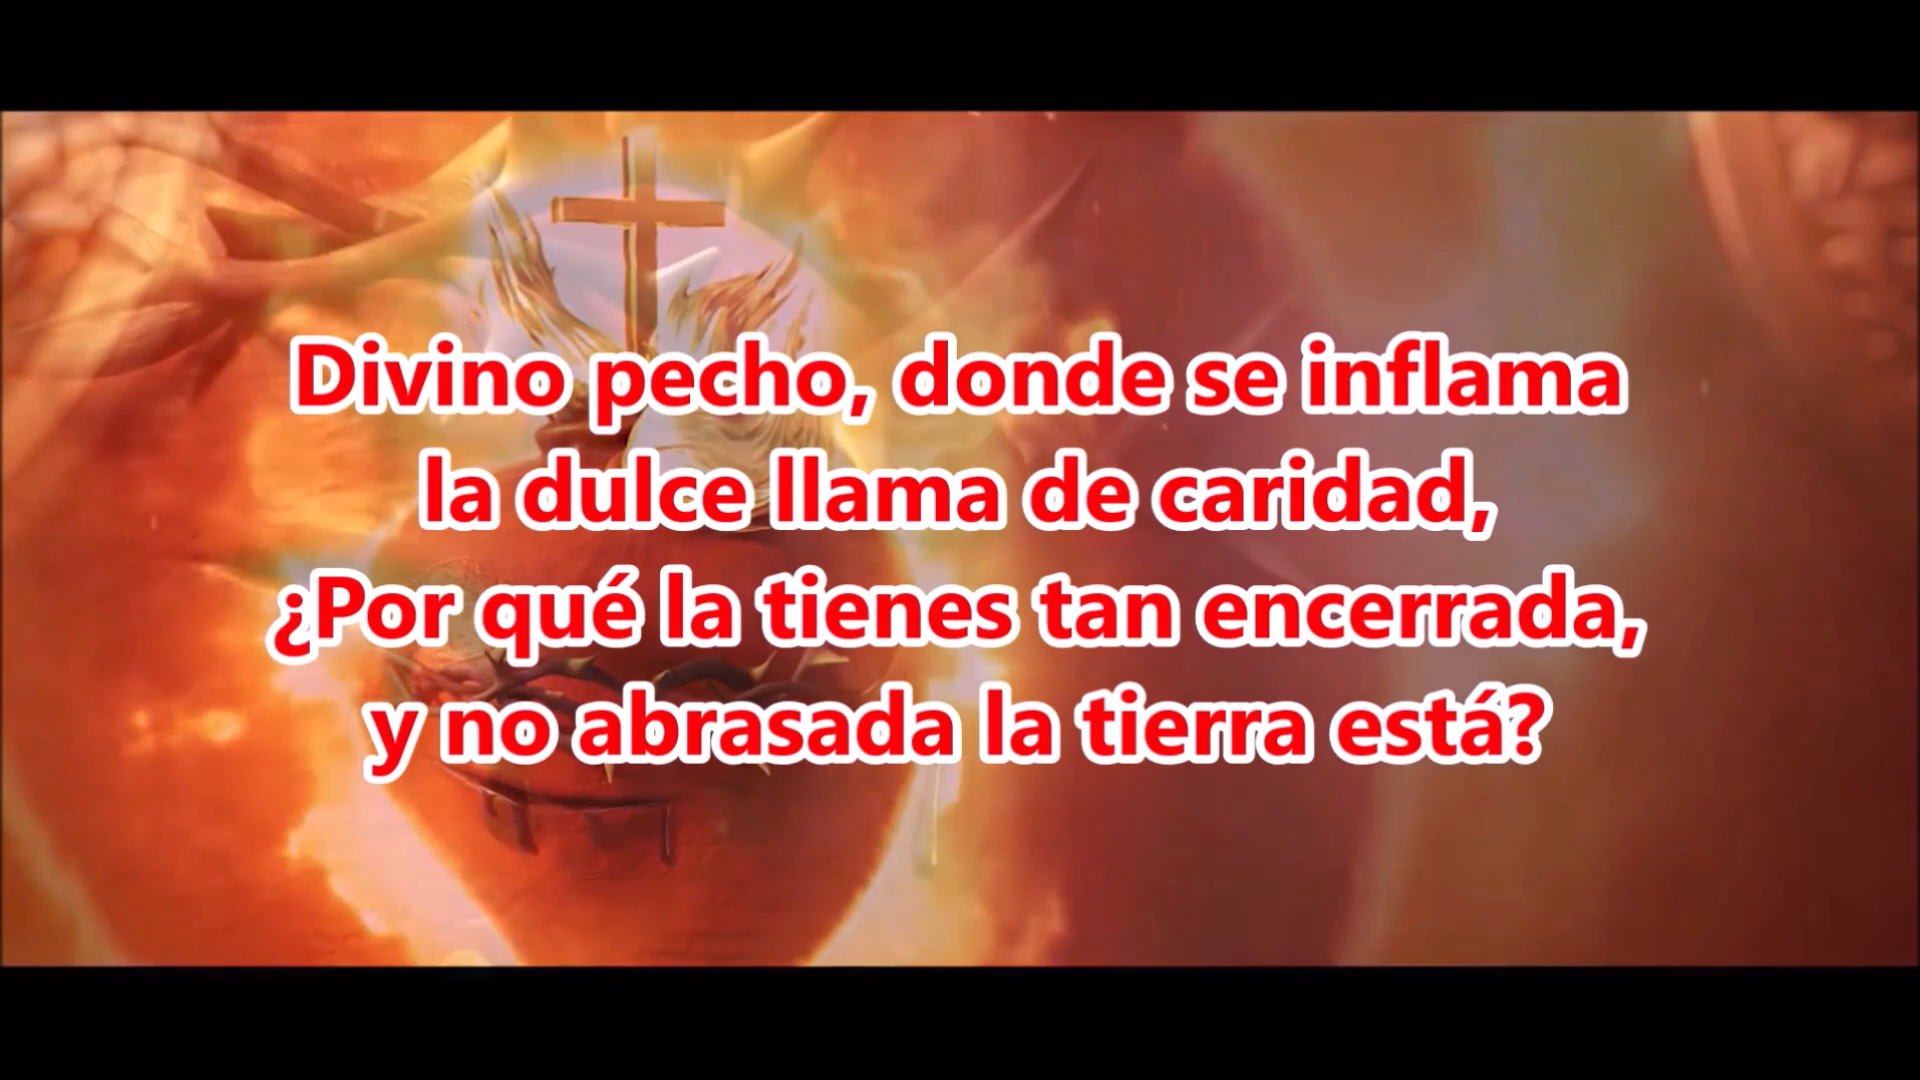 Divino pecho, donde se inflama
la dulce llama de caridad,
¿Por qué la tienes tan encerrada,
y no abrasada la tierra está?